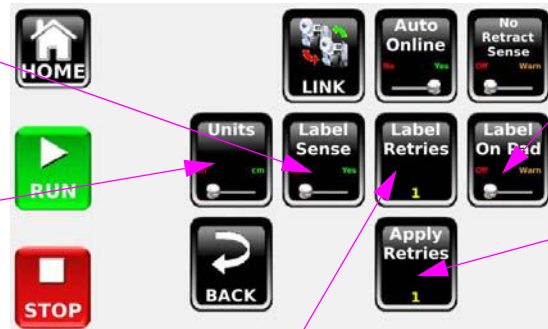 HOME
LINK
Auto
Online
No Yes
No
Retract
Sense
Off Warn
RUN
Units
cm
Label
Sense
Yes
Label
Retries
1
Label
On Pad
Off Warn
STOP
BACK
Apply
Retries
1